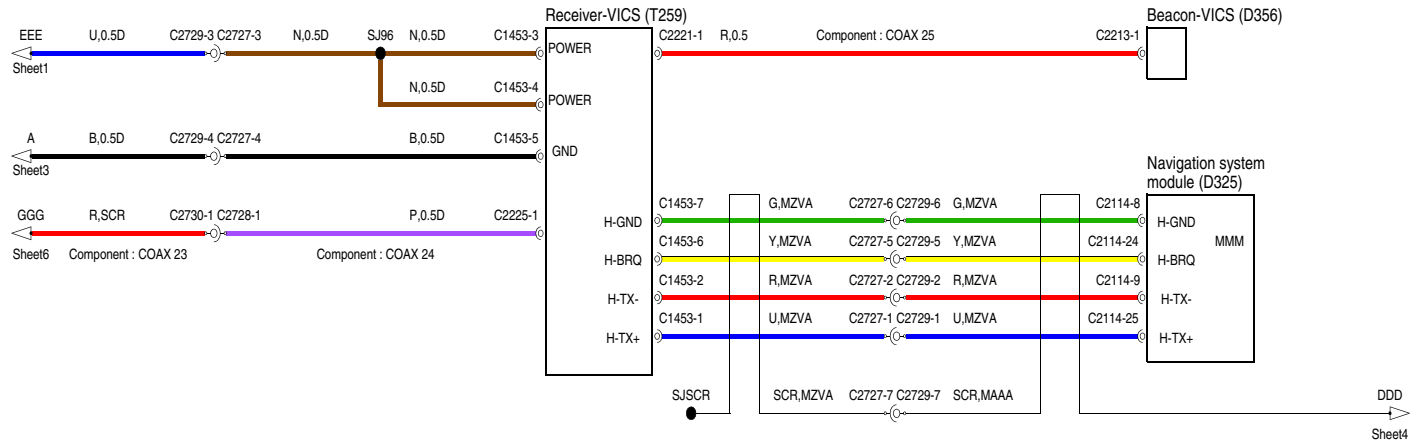 Receiver-VICS (T259)
Beacon-VICS (D356)
EEE U,0.5D C2729-3 C2727-3 N,0.5D SJ96 N,0.5D C1453-3
POWER
C2221-1 R,0.5 Component : COAX 25 C2213-1
Sheet1
N,0.5D C1453-4
POWER
A B,0.5D C2729-4 C2727-4 B,0.5D C1453-5
GND
Sheet3
Navigation system
module (D325)
GGG R,SCR C2730-1 C2728-1 P,0.5D C2225-1
Sheet6 Component : COAX 23 Component : COAX 24
C1453-7 G,MZVA C2727-6 C2729-6 G,MZVA C2114-8
H-GND H-GND
C1453-6 Y,MZVA C2727-5 C2729-5 Y,MZVA C2114-24
MMM
H-BRQ H-BRQ
C1453-2 R,MZVA C2727-2 C2729-2 R,MZVA C2114-9
H-TX- H-TX-
C1453-1 U,MZVA C2727-1 C2729-1 U,MZVA C2114-25
H-TX+ H-TX+
SJSCR SCR,MZVA C2727-7 C2729-7 SCR,MAAA DDD
Sheet4